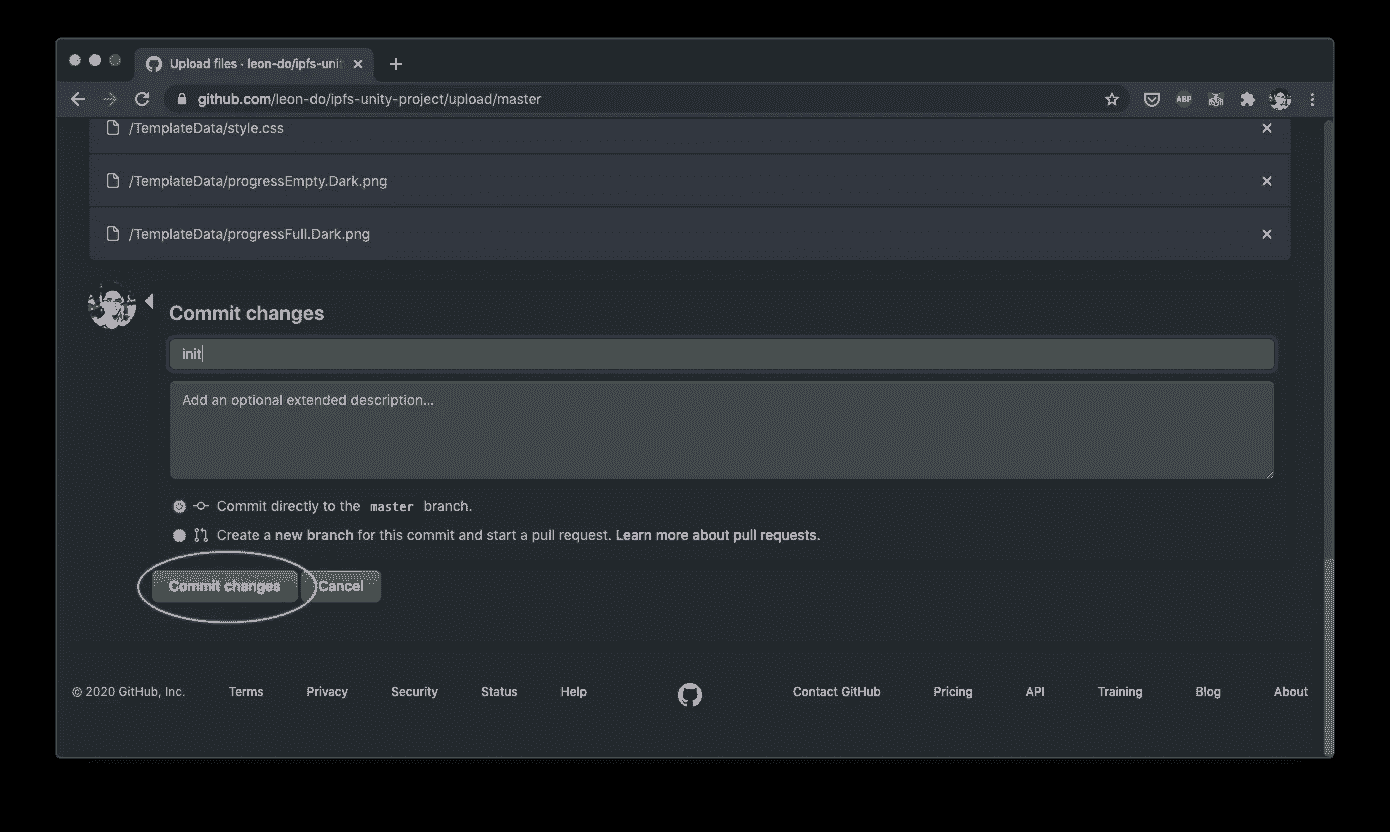 Upload files · leon-do/ipfs-unit
github.com/leon-do/ipfs-unity-project/upload/master
ABP
/TemplateData/style.css
/TemplateData/progressEmpty.Dark.png
/TemplateData/progressFull.Dark.png
Commit changes
init
Add an optional extended description...
Commit directly to the master branch.
Create a new branch for this commit and start a pull request. Learn more about pull requests.
Commit changes Cancel
© 2020 GitHub, Inc. Terms Privacy Security Status Help Contact GitHub Pricing API Training Blog About